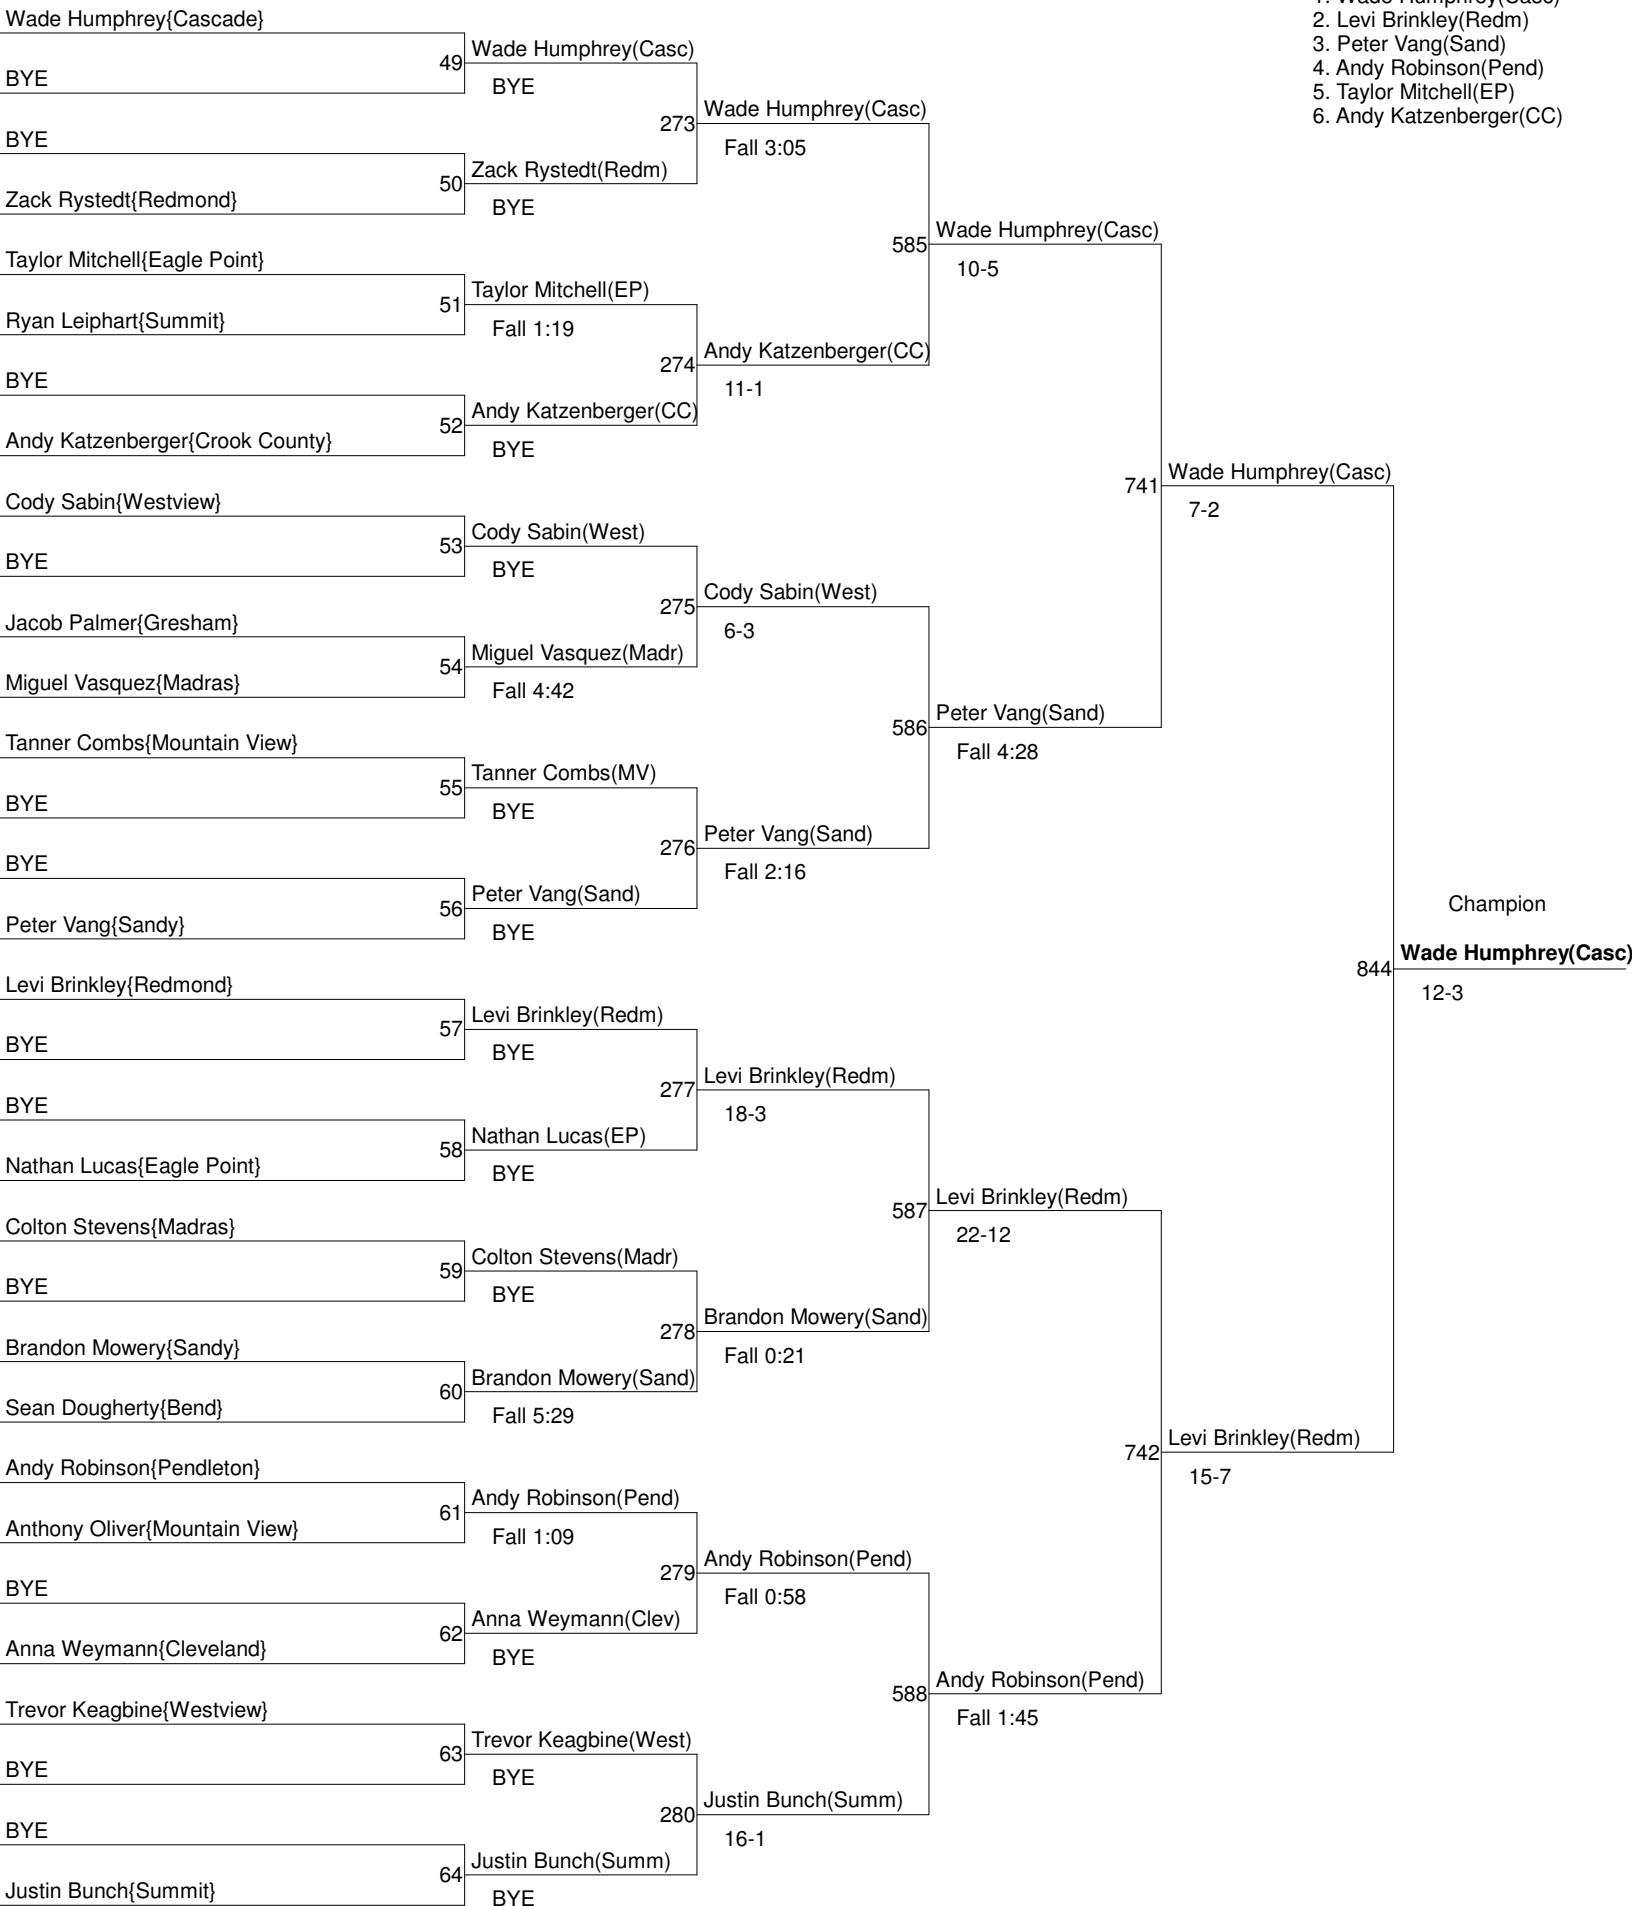 Wade Humphrey{Cascade}
BYE
BYE
Zack Rystedt{Redmond}
Taylor Mitchell{Eagle Point}
Ryan Leiphart{Summit}
BYE
Andy Katzenberger{Crook County}
Cody Sabin{Westview}
BYE
Jacob Palmer{Gresham}
Miguel Vasquez{Madras}
Tanner Combs{Mountain View}
BYE
BYE
Peter Vang{Sandy}
Levi Brinkley{Redmond}
BYE
BYE
Nathan Lucas{Eagle Point}
Colton Stevens{Madras}
BYE
Brandon Mowery{Sandy}
Sean Dougherty{Bend}
Andy Robinson{Pendleton}
Anthony Oliver{Mountain View}
BYE
Anna Weymann{Cleveland}
Trevor Keagbine{Westview}
BYE
BYE
Justin Bunch{Summit}
49 Wade Humphrey(Casc)
BYE
50 Zack Rystedt(Redm)
BYE
51 Taylor Mitchell(EP)
Fall 1:19
52 Andy Katzenberger(CC)
BYE
53 Cody Sabin(West)
BYE
54 Miguel Vasquez(Madr)
Fall 4:42
55 Tanner Combs(MV)
BYE
56 Peter Vang(Sand)
BYE
57 Levi Brinkley(Redm)
BYE
58 Nathan Lucas(EP)
BYE
59 Colton Stevens(Madr)
BYE
60 Brandon Mowery(Sand)
Fall 5:29
61 Andy Robinson(Pend)
Fall 1:09
62 Anna Weymann(Clev)
BYE
63 Trevor Keagbine(West)
BYE
64 Justin Bunch(Summ)
BYE
273 Wade Humphrey(Casc)
Fall 3:05
274 Andy Katzenberger(CC)
11-1
275 Cody Sabin(West)
6-3
276 Peter Vang(Sand)
Fall 2:16
277 Levi Brinkley(Redm)
18-3
278 Brandon Mowery(Sand)
Fall 0:21
279 Andy Robinson(Pend)
Fall 0:58
280 Justin Bunch(Summ)
16-1
585 Wade Humphrey(Casc)
10-5
586 Peter Vang(Sand)
Fall 4:28
587 Levi Brinkley(Redm)
22-12
588 Andy Robinson(Pend)
Fall 1:45
741 Wade Humphrey(Casc)
7-2
742 Levi Brinkley(Redm)
15-7
Champion
844 Wade Humphrey(Casc)
12-3
1. Wade Humphrey(Casc)
2. Levi Brinkley(Redm)
3. Peter Vang(Sand)
4. Andy Robinson(Pend)
5. Taylor Mitchell(EP)
6. Andy Katzenberger(CC)